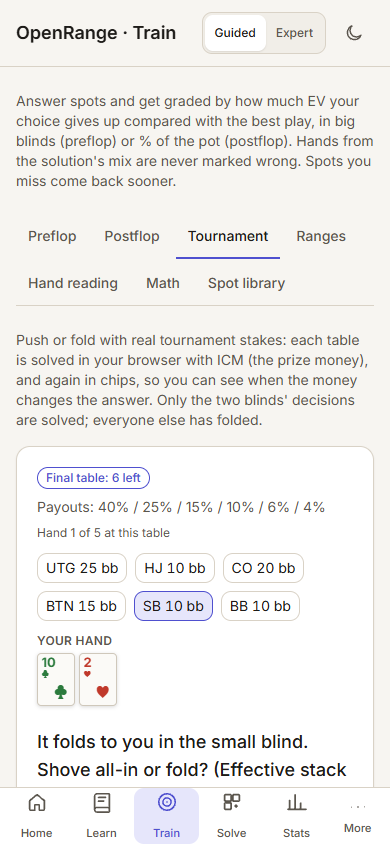 OpenRange · Train
Guided
Expert
Answer spots and get graded by how much EV your
choice gives up compared with the best play, in big
blinds (preflop) or % of the pot (postflop). Hands from
the solution's mix are never marked wrong. Spots you
miss come back sooner.
Preflop
Postflop
Tournament
Ranges
Hand reading
Math
Spot library
Push or fold with real tournament stakes: each table
is solved in your browser with ICM (the prize money),
and again in chips, so you can see when the money
changes the answer. Only the two blinds' decisions
are solved; everyone else has folded.
Final table: 6 left
Payouts: 40% / 25% / 15% / 10% / 6% / 4%
Hand 1 of 5 at this table
UTG 25 bb
HJ 10 bb
CO 20 bb
BTN 15 bb
SB 10 bb
BB 10 bb
YOUR HAND
10
2
It folds to you in the small blind.
Shove all-in or fold? (Effective stack
Home
Learn
Train
Solve
Stats
More